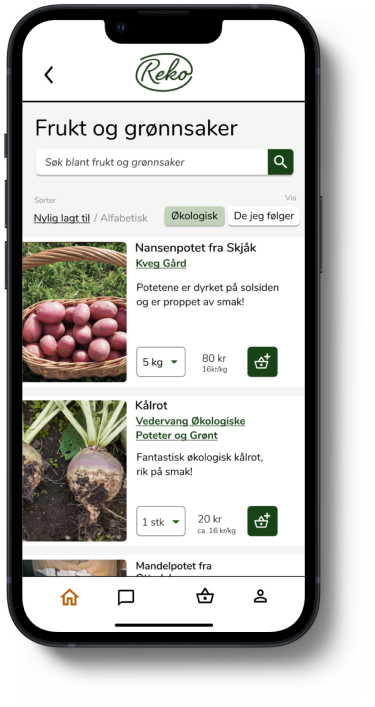 Reko
Frukt og grønnsaker
Søk blant frukt og grønnsaker
Sorter
Vis
Nylig lagt til / Alfabetisk
Økologisk
De jeg følger
Nansenpotet fra Skjåk
Kveg Gård
Potetene er dyrket på solsiden
og er proppet av smak!
5 kg
80 kr
16kr/kg
Kålrot
Vedervang Økologiske
Poteter og Grønt
Fantastisk økologisk kålrot,
rik på smak!
1 stk
20 kr
ca. 16 kr/kg
Mandelpotet fra